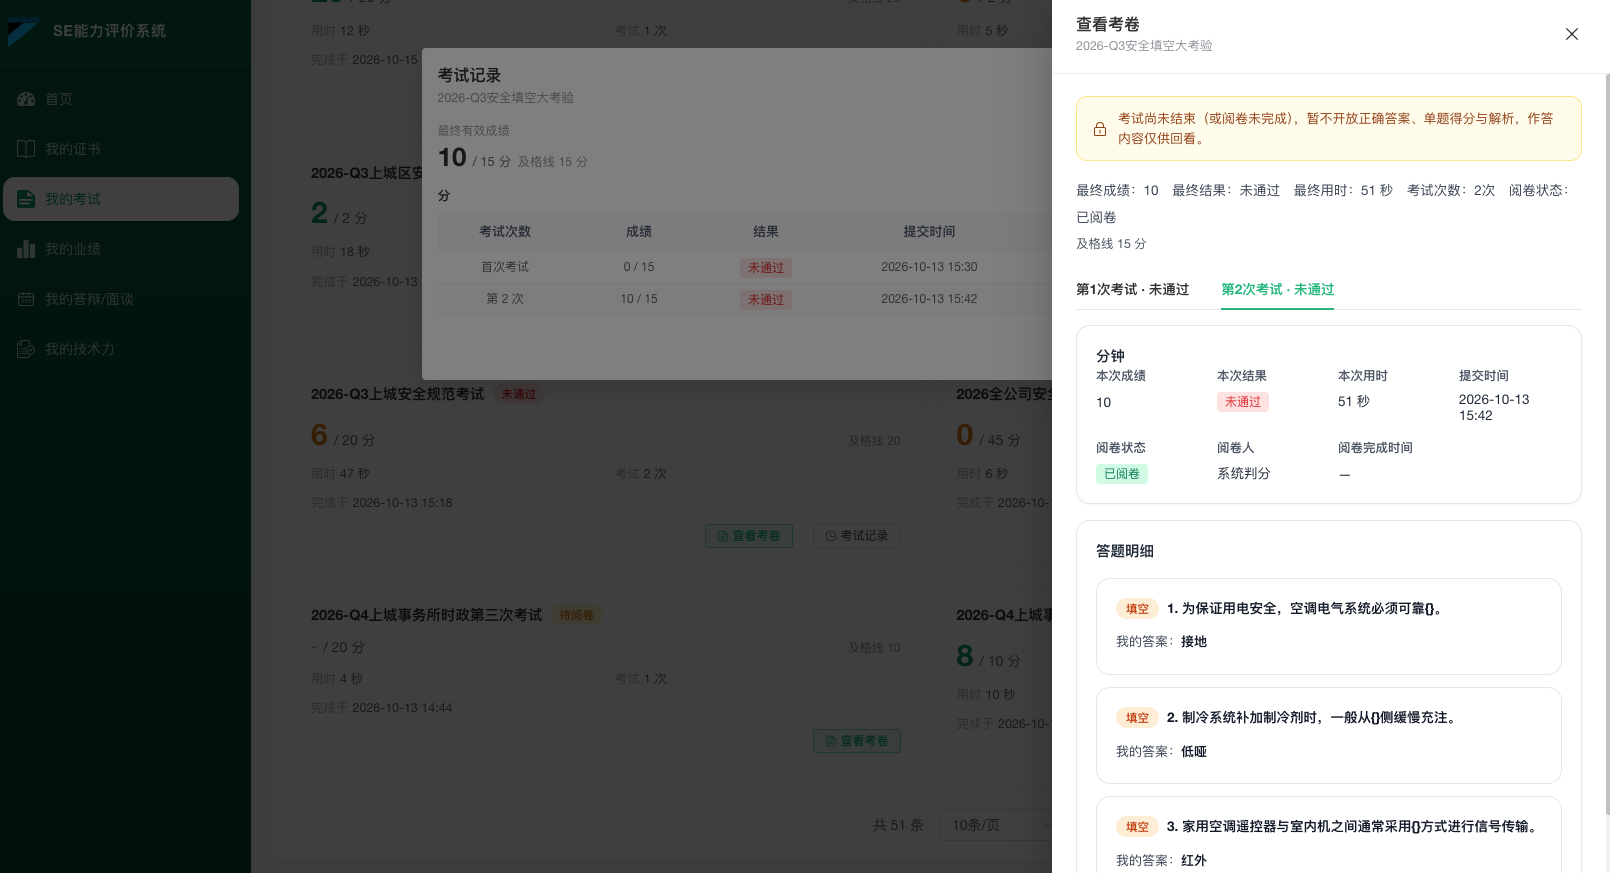 SE能力评价系统
首页
我的证书
我的考试
我的业绩
我的答辩/面谈
我的技术力
用时 12 秒
考试 1 次
完成于 2026-10-15
用时 5 秒
2026-Q3上城区安
2 / 2 分
用时 18 秒
完成于 2026-10-13
考试记录
2026-Q3安全填空大考验
最终有效成绩
10 / 15 分 及格线 15 分
分
考试次数 成绩 结果 提交时间
首次考试 0 / 15 未通过 2026-10-13 15:30
第 2 次 10 / 15 未通过 2026-10-13 15:42
2026-Q3上城安全规范考试 未通过
6 / 20 分
及格线 20
用时 47 秒
考试 2 次
完成于 2026-10-13 15:18
查看考卷
考试记录
2026全公司安
0 / 45 分
用时 6 秒
完成于 2026-10-
2026-Q4上城事务所时政第三次考试 待阅卷
- / 20 分
及格线 10
用时 4 秒
考试 1 次
完成于 2026-10-13 14:44
查看考卷
2026-Q4上城事
8 / 10 分
用时 10 秒
完成于 2026-10-
共 51 条
10条/页
查看考卷
2026-Q3安全填空大考验
考试尚未结束（或阅卷未完成），暂不开放正确答案、单题得分与解析，作答
内容仅供回看。
最终成绩：10 最终结果：未通过 最终用时：51 秒 考试次数：2次 阅卷状态：
已阅卷
及格线 15 分
第1次考试 · 未通过
第2次考试 · 未通过
分钟
本次成绩 本次结果 本次用时 提交时间
10 未通过 51 秒 2026-10-13
15:42
阅卷状态 阅卷人 阅卷完成时间
已阅卷 系统判分 —
答题明细
填空 1. 为保证用电安全，空调电气系统必须可靠{}。
我的答案：接地
填空 2. 制冷系统补加制冷剂时，一般从{}侧缓慢充注。
我的答案：低哑
填空 3. 家用空调遥控器与室内机之间通常采用{}方式进行信号传输。
我的答案：红外